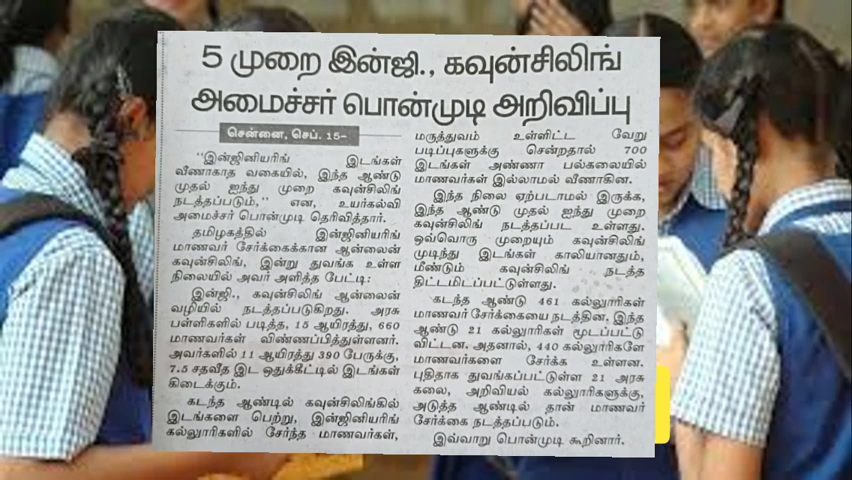 5 முறை இன்ஜி., கவுன்சிலிங்
அமைச்சர் பொன்முடி அறிவிப்பு
சென்னை, செப். 15-
''இன்ஜினியரிங் இடங்கள்
வீணாகாத வகையில், இந்த ஆண்டு
முதல் ஐந்து முறை கவுன்சிலிங்
நடத்தப்படும்,'' என, உயர்கல்வி
அமைச்சர் பொன்முடி தெரிவித்தார்.
தமிழகத்தில் இன்ஜினியரிங்
மாணவர் சேர்க்கைக்கான ஆன்லைன்
கவுன்சிலிங், இன்று துவங்க உள்ள
நிலையில் அவர் அளித்த பேட்டி:
இன்ஜி., கவுன்சிலிங் ஆன்லைன்
வழியில் நடத்தப்படுகிறது. அரசு
பள்ளிகளில் படித்த, 15 ஆயிரத்து, 660
மாணவர்கள் விண்ணப்பித்துள்ளனர்.
அவர்களில் 11 ஆயிரத்து 390 பேருக்கு,
7.5 சதவீத இட ஒதுக்கீட்டில் இடங்கள்
கிடைக்கும்.
கடந்த ஆண்டில் கவுன்சிலிங்கில்
இடங்களை பெற்று, இன்ஜினியரிங்
கல்லுாரிகளில் சேர்ந்த மாணவர்கள்,
மருத்துவம் உள்ளிட்ட வேறு
படிப்புகளுக்கு சென்றதால் 700
இடங்கள் அண்ணா பல்கலையில்
மாணவர்கள் இல்லாமல் வீணாகின.
இந்த நிலை ஏற்படாமல் இருக்க,
இந்த ஆண்டு முதல் ஐந்து முறை
கவுன்சிலிங் நடத்தப்பட உள்ளது.
ஒவ்வொரு முறையும் கவுன்சிலிங்
முடிந்து இடங்கள் காலியானதும்,
மீண்டும் கவுன்சிலிங் நடத்த
திட்டமிடப்பட்டுள்ளது.
கடந்த ஆண்டு 461 கல்லுாரிகள்
மாணவர் சேர்க்கையை நடத்தின, இந்த
ஆண்டு 21 கல்லுாரிகள் மூடப்பட்டு
விட்டன. அதனால், 440 கல்லுாரிகளே
மாணவர்களை சேர்க்க உள்ளன.
புதிதாக துவங்கப்பட்டுள்ள 21 அரசு
கலை, அறிவியல் கல்லுாரிகளுக்கு,
அடுத்த ஆண்டில் தான் மாணவர்
சேர்க்கை நடத்தப்படும்.
இவ்வாறு பொன்முடி கூறினார்.